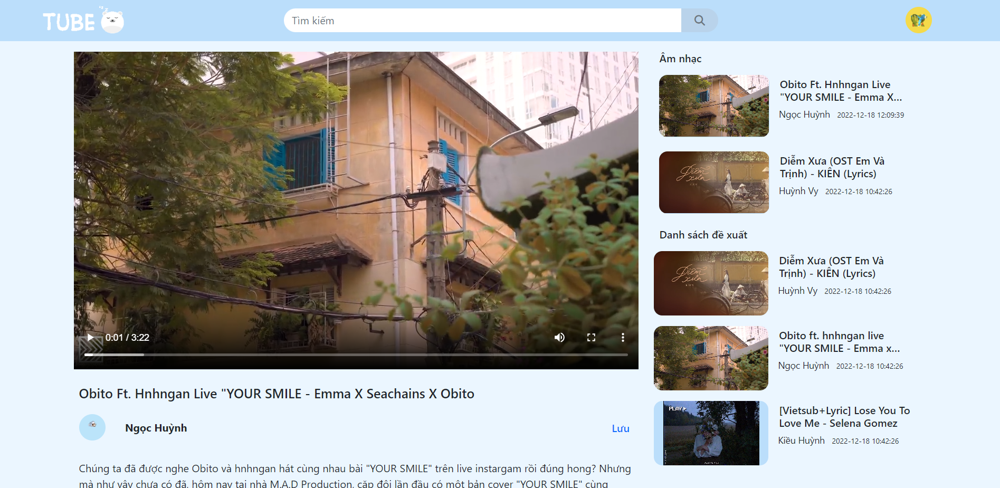 TUBE
Tìm kiếm
0:01 / 3:22
Obito Ft. Hnhngan Live "YOUR SMILE - Emma X Seachains X Obito
Ngọc Huỳnh
Lưu
Chúng ta đã được nghe Obito và hnhngan hát cùng nhau bài "YOUR SMILE" trên live instargam rồi đúng hong? Nhưng
mà như vậy chưa có đã, hôm nay tại nhà M.A.D Production, cặp đôi lần đầu có một bản cover "YOUR SMILE" cùng
Âm nhạc
Obito Ft. Hnhngan Live
"YOUR SMILE - Emma X...
Ngọc Huỳnh 2022-12-18 12:09:39
Diễm xưa
KIÊN
Diễm Xưa (OST Em Và
Trịnh) - KIÊN (Lyrics)
Huỳnh Vy 2022-12-18 10:42:26
Danh sách đề xuất
Diễm xưa
KIÊN
Diễm Xưa (OST Em Và
Trịnh) - KIÊN (Lyrics)
Huỳnh Vy 2022-12-18 10:42:26
Obito ft. hnhngan live
"YOUR SMILE - Emma x...
Ngọc Huỳnh 2022-12-18 10:42:26
PLAY
[Vietsub+Lyric] Lose You To
Love Me - Selena Gomez
Kiều Huỳnh 2022-12-18 10:42:26